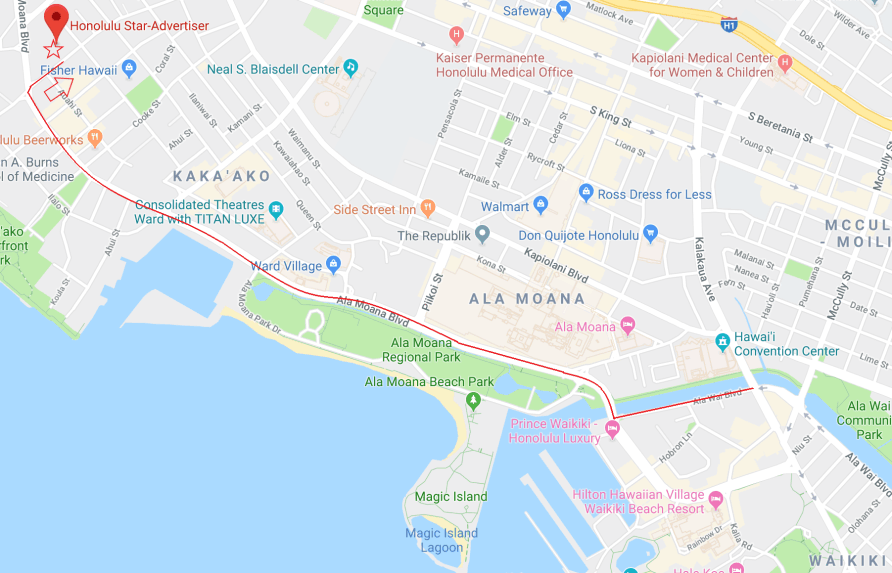 Moana Blvd
Square
Safeway
Matlock Ave
H1
Wilder Ave
Dole St
Honolulu Star-Advertiser
Kaiser Permanente
Honolulu Medical Office
Kapiolani Medical Center
for Women & Children
Fisher Hawaii
Coral St
Neal S. Blaisdell Center
Auahi St
Cooke St
Ilaniwai St
Kamani St
Pensacola St
S King St
S Beretania St
Elm St
Cedar St
Young St
McCully St
lulu Beerworks
Ahui St
Waimanu St
Kawaiahao St
Alder St
Rycroft St
Liona St
n A. Burns
ol of Medicine
KAKA'AKO
Kamaile St
Ross Dress for Less
Ilalo St
Consolidated Theatres
Ward with TITAN LUXE
Queen St
Side Street Inn
Walmart
'ako
rfront
rk
Ahui St
The Republik
Don Quijote Honolulu
MCCUL
- MOILI
Kona St
Kapiolani Blvd
Kalakaua Ave
Malanai St
Nanea St
Fern St
Hau'oli St
Pumehana St
McCully St
Date St
Ward Village
Koula St
Piikoi St
ALA MOANA
Ala Moana Blvd
Ala Moana Park Dr
Ala Moana
Hawai'i
Convention Center
Lime St
Ala Moana
Regional Park
Ala Moana Beach Park
Ala Wai Blvd
Ala Wai
Communi
Park
Prince Waikiki -
Honolulu Luxury
Hobron Ln
Niu St
Ala Wai Blvd
Magic Island
Hilton Hawaiian Village
Waikiki Beach Resort
Olohana St
Magic Island
Lagoon
Rainbow Dr
Kalia Rd
WAIKIKI
Hale Koa